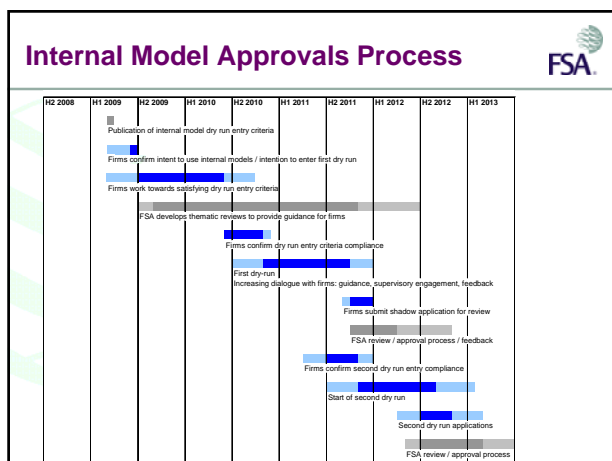 Internal Model Approvals Process
FSA
H2 2008 H1 2009 H2 2009 H1 2010 H2 2010 H1 2011 H2 2011 H1 2012 H2 2012 H1 2013
Publication of internal model dry run entry criteria
Firms confirm intent to use internal models / intention to enter first dry run
Firms work towards satisfying dry run entry criteria
FSA develops thematic reviews to provide guidance for firms
Firms confirm dry run entry criteria compliance
First dry-run
Increasing dialogue with firms: guidance, supervisory engagement, feedback
Firms submit shadow application for review
FSA review / approval process / feedback
Firms confirm second dry run entry compliance
Start of second dry run
Second dry run applications
FSA review / approval process